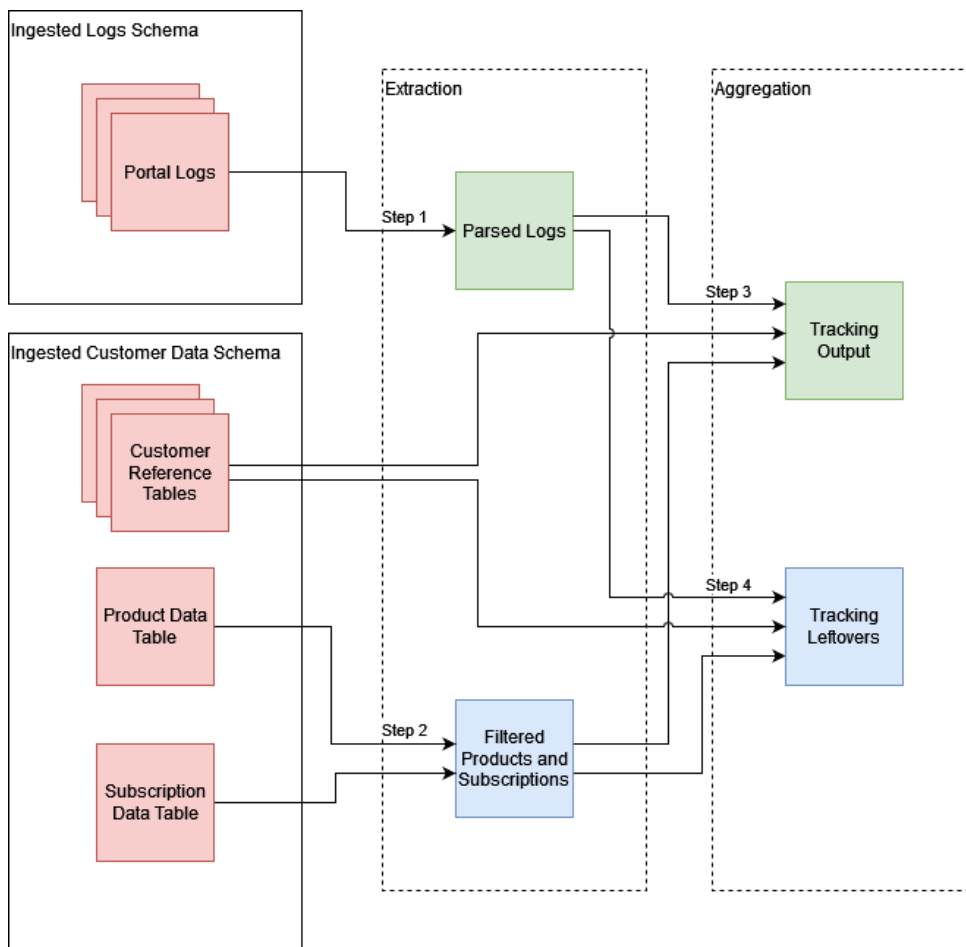 Ingested Logs Schema
Portal Logs
Ingested Customer Data Schema
Customer
Reference
Tables
Product Data
Table
Subscription
Data Table
Extraction
Step 1
Parsed Logs
Step 2
Filtered
Products and
Subscriptions
Aggregation
Step 3
Tracking
Output
Step 4
Tracking
Leftovers